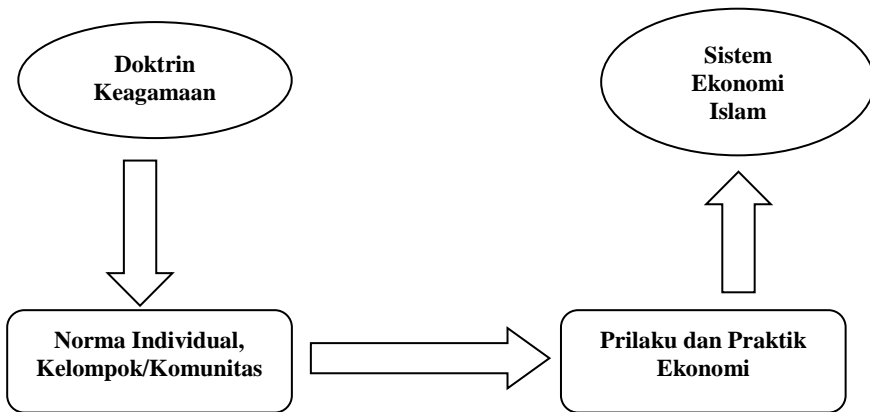 Doktrin
Keagamaan
Sistem
Ekonomi
Islam
Norma Individual,
Kelompok/Komunitas
Prilaku dan Praktik
Ekonomi